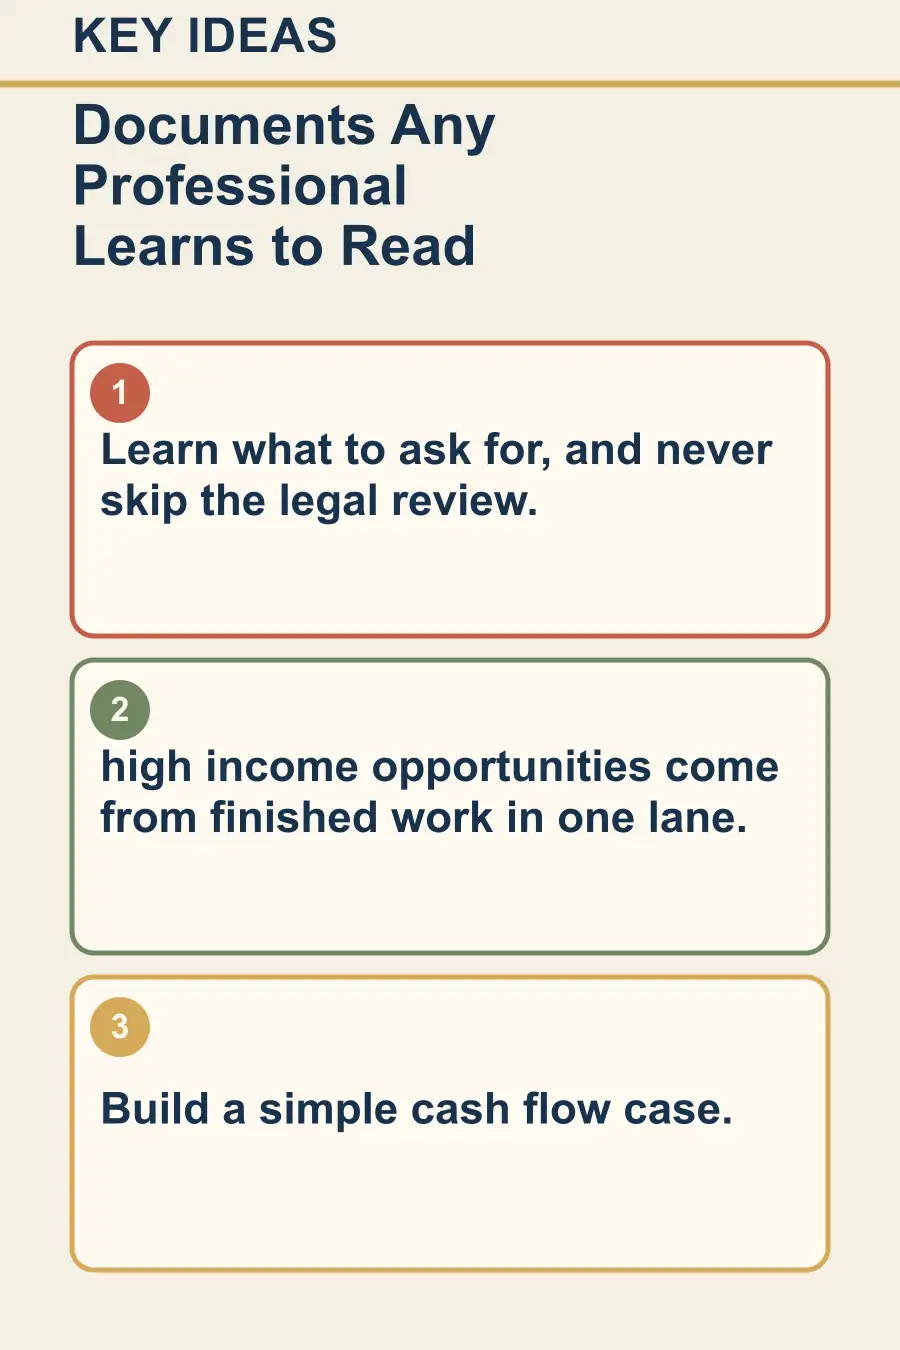 KEY IDEAS
Documents Any
Professional
Learns to Read
1
Learn what to ask for, and never
skip the legal review.
2
high income opportunities come
from finished work in one lane.
3
Build a simple cash flow case.